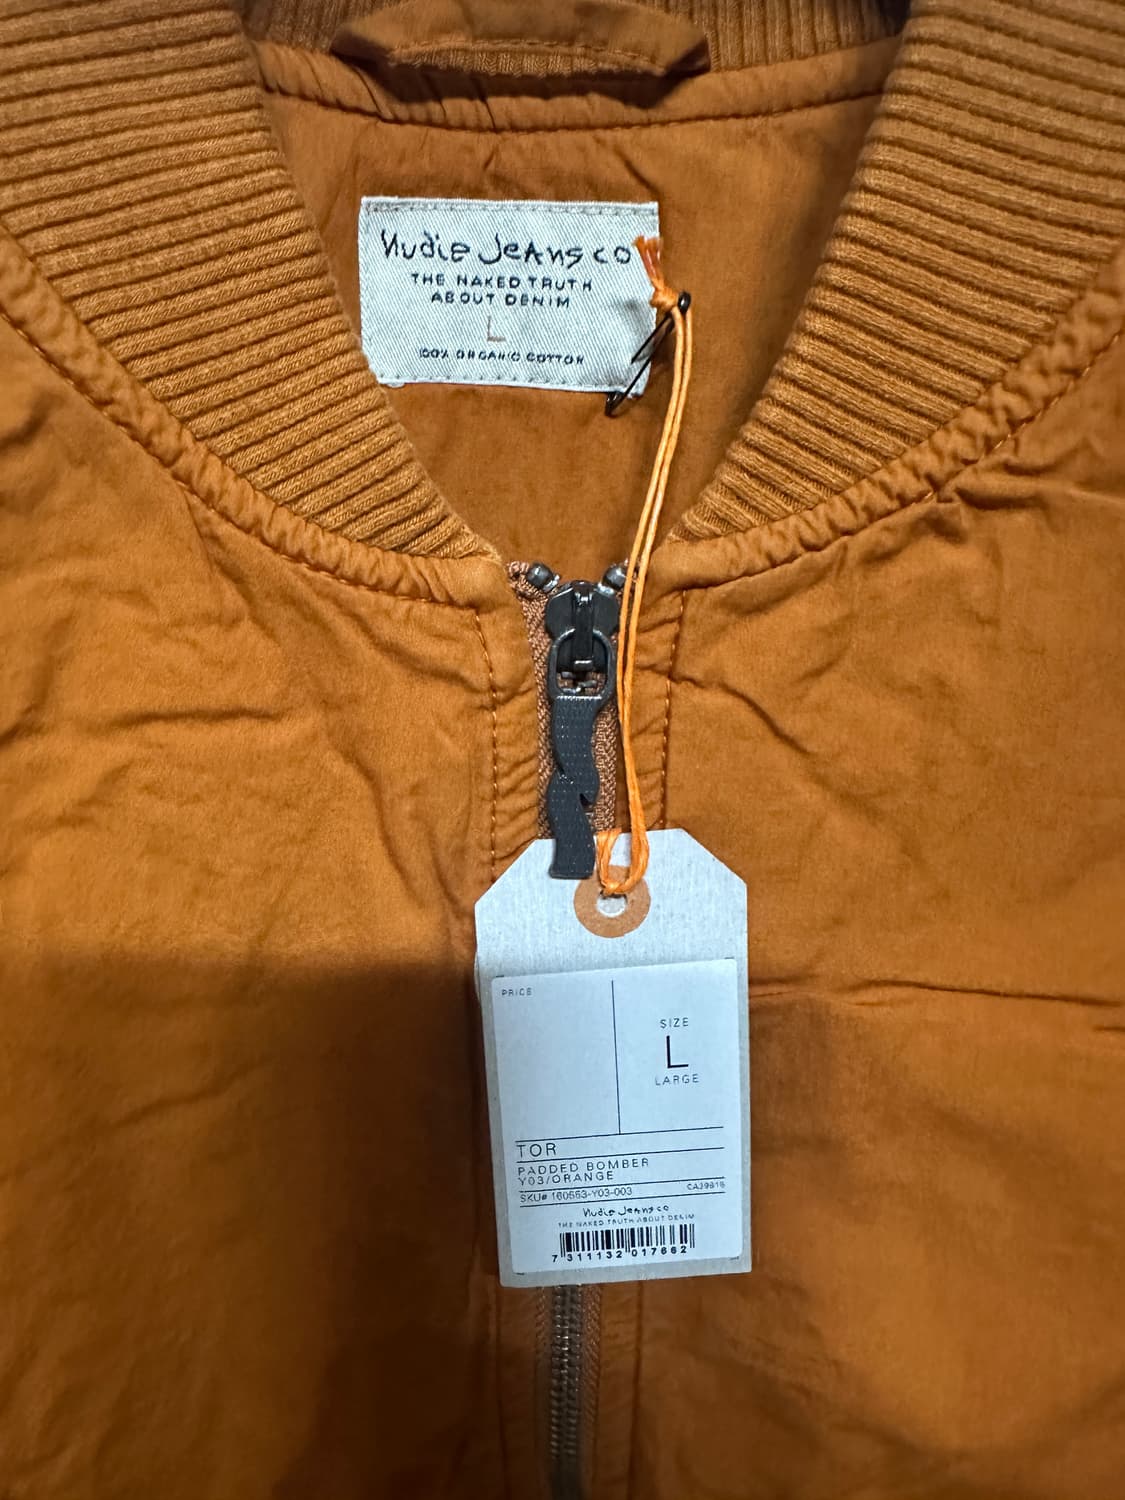 Nudie Jeans co
THE NAKED TRUTH
ABOUT DENIM
L
100% ORGANIC COTTON
PRICE
SIZE
L
LARGE
TOR
PADDED BOMBER
Y03/ORANGE
SKU# 160653-Y03-003
Nudie Jeans co
THE NAKED TRUTH ABOUT DENIM
7 311132 017662